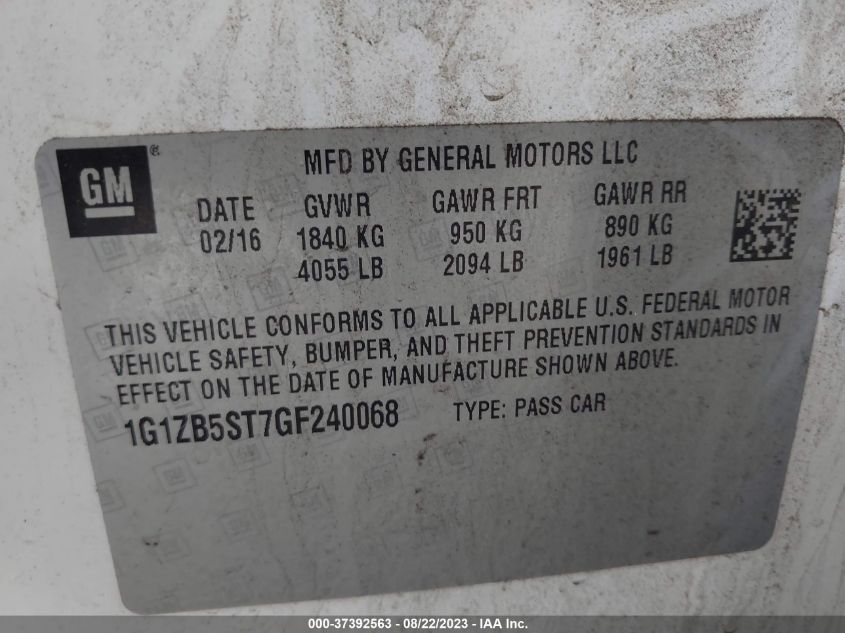 GM®
MFD BY GENERAL MOTORS LLC
DATE GVWR GAWR FRT GAWR RR
02/16 1840 KG 950 KG 890 KG
4055 LB 2094 LB 1961 LB
THIS VEHICLE CONFORMS TO ALL APPLICABLE U.S. FEDERAL MOTOR
VEHICLE SAFETY, BUMPER, AND THEFT PREVENTION STANDARDS IN
EFFECT ON THE DATE OF MANUFACTURE SHOWN ABOVE.
1G1ZB5ST7GF240068 TYPE: PASS CAR
000-37392563 - 08/22/2023 - IAA Inc.